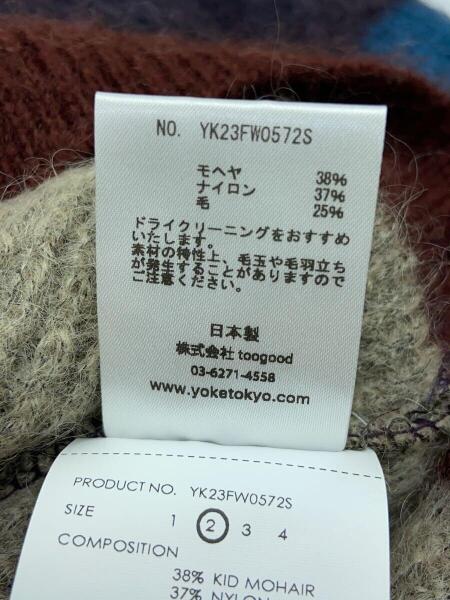 NO. YK23FW0572S
モヘヤ 38%
ナイロン 37%
毛 25%
ドライクリーニングをおすすめ
いたします。
素材の特性上、毛玉や毛羽立ち
が発生することがありますので
ご注意ください。
日本製
株式会社 toogood
03-6271-4558
www.yoketokyo.com
PRODUCT NO. YK23FW0572S
SIZE 1 2 3 4
COMPOSITION
38% KID MOHAIR
37% NYLON